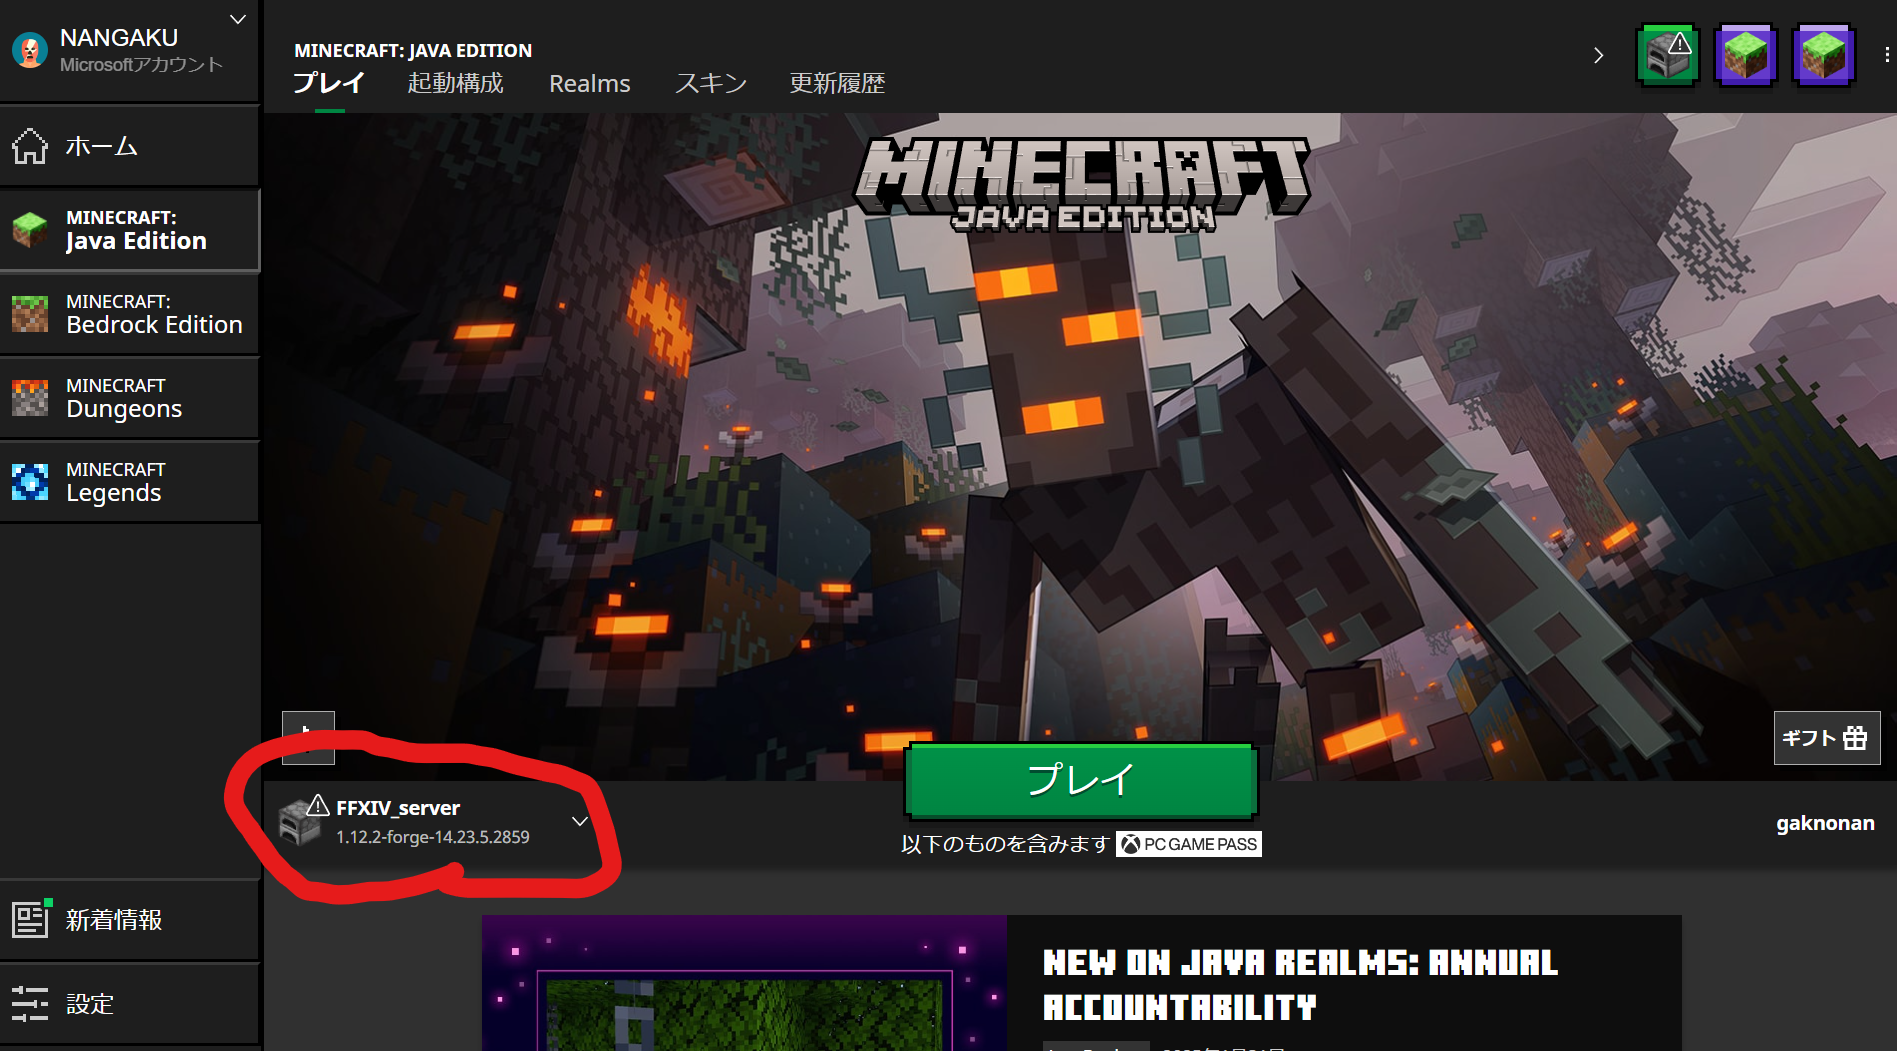 NANGAKU
Microsoftアカウント
ホーム
MINECRAFT:
Java Edition
MINECRAFT:
Bedrock Edition
MINECRAFT
Dungeons
MINECRAFT
Legends
新着情報
設定
MINECRAFT: JAVA EDITION
プレイ 起動構成 Realms スキン 更新履歴
MINECRAFT
JAVA EDITION
ギフト
FFXIV_server
1.12.2-forge-14.23.5.2859
プレイ
以下のものを含みます PC GAME PASS
gaknonan
NEW ON JAVA REALMS: ANNUAL
ACCOUNTABILITY